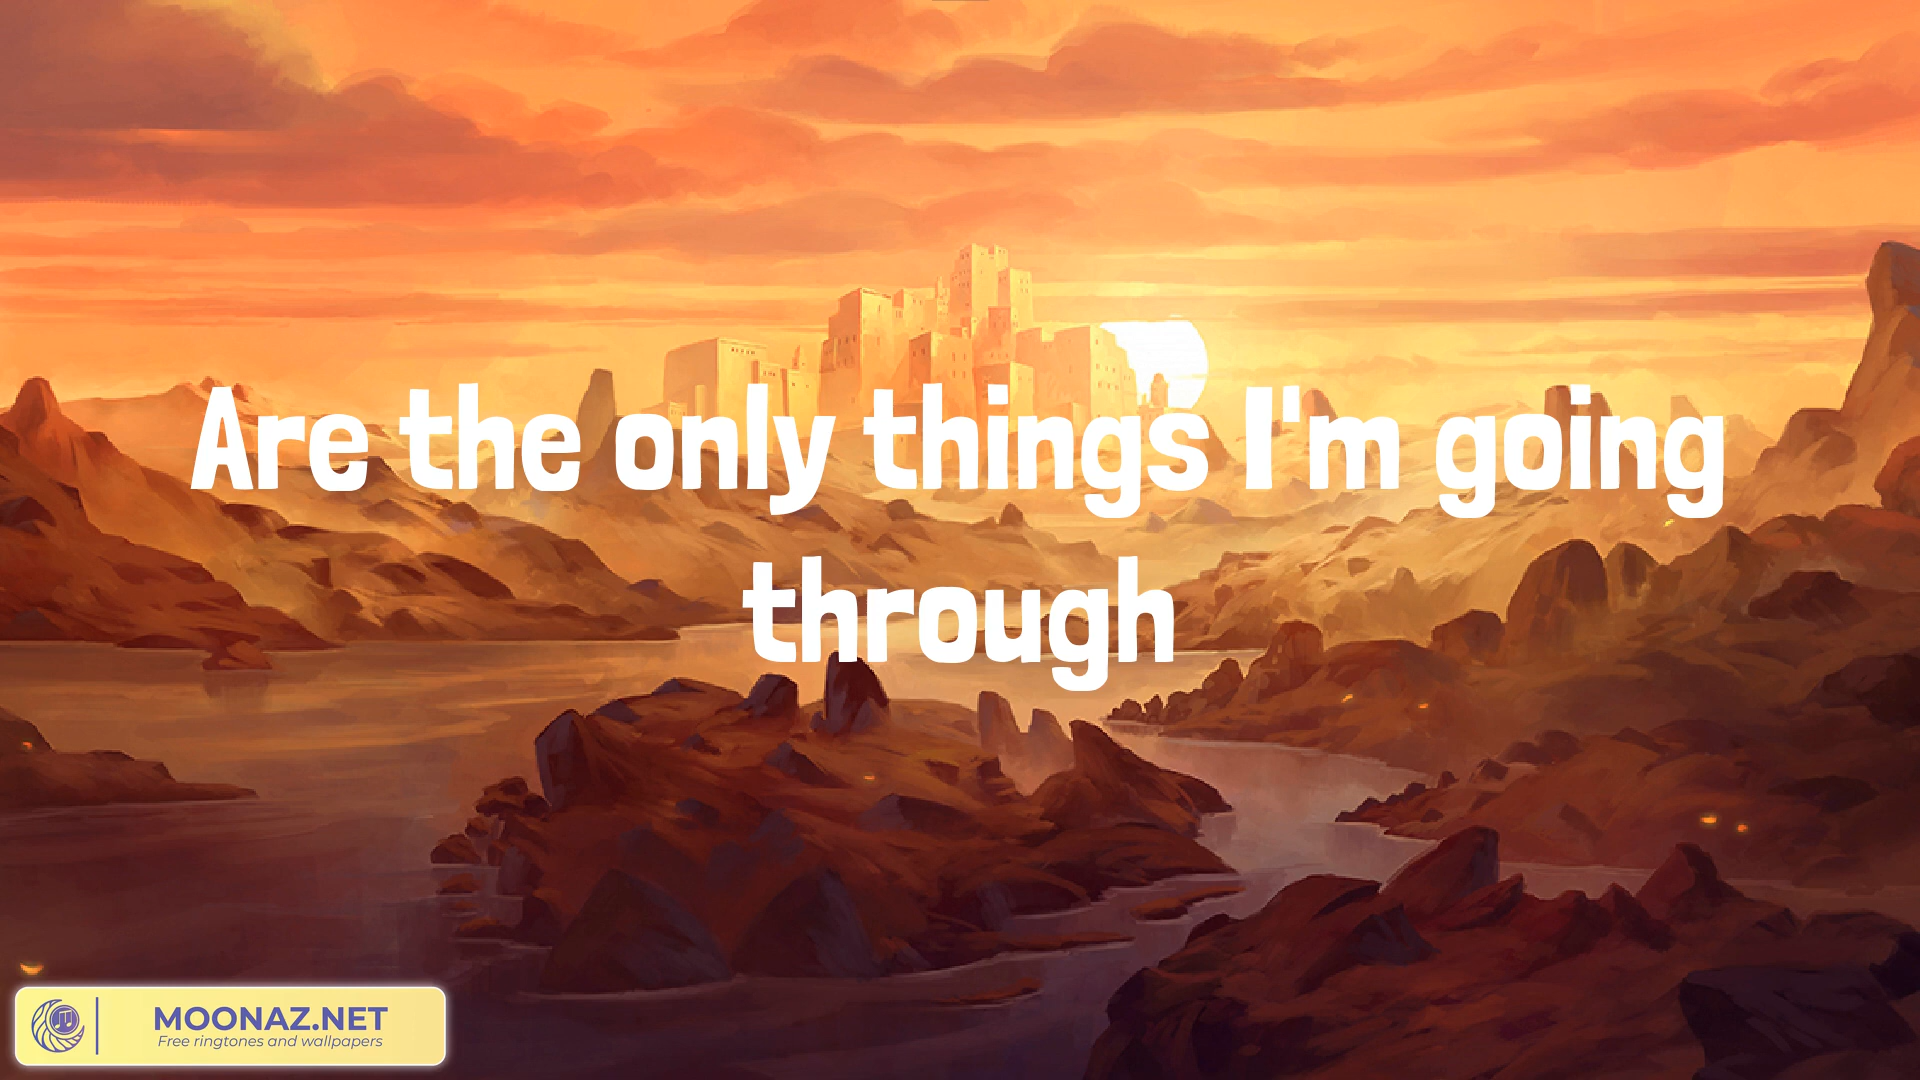 Are the only things I'm going
through
MOONAZ.NET
Free ringtones and wallpapers